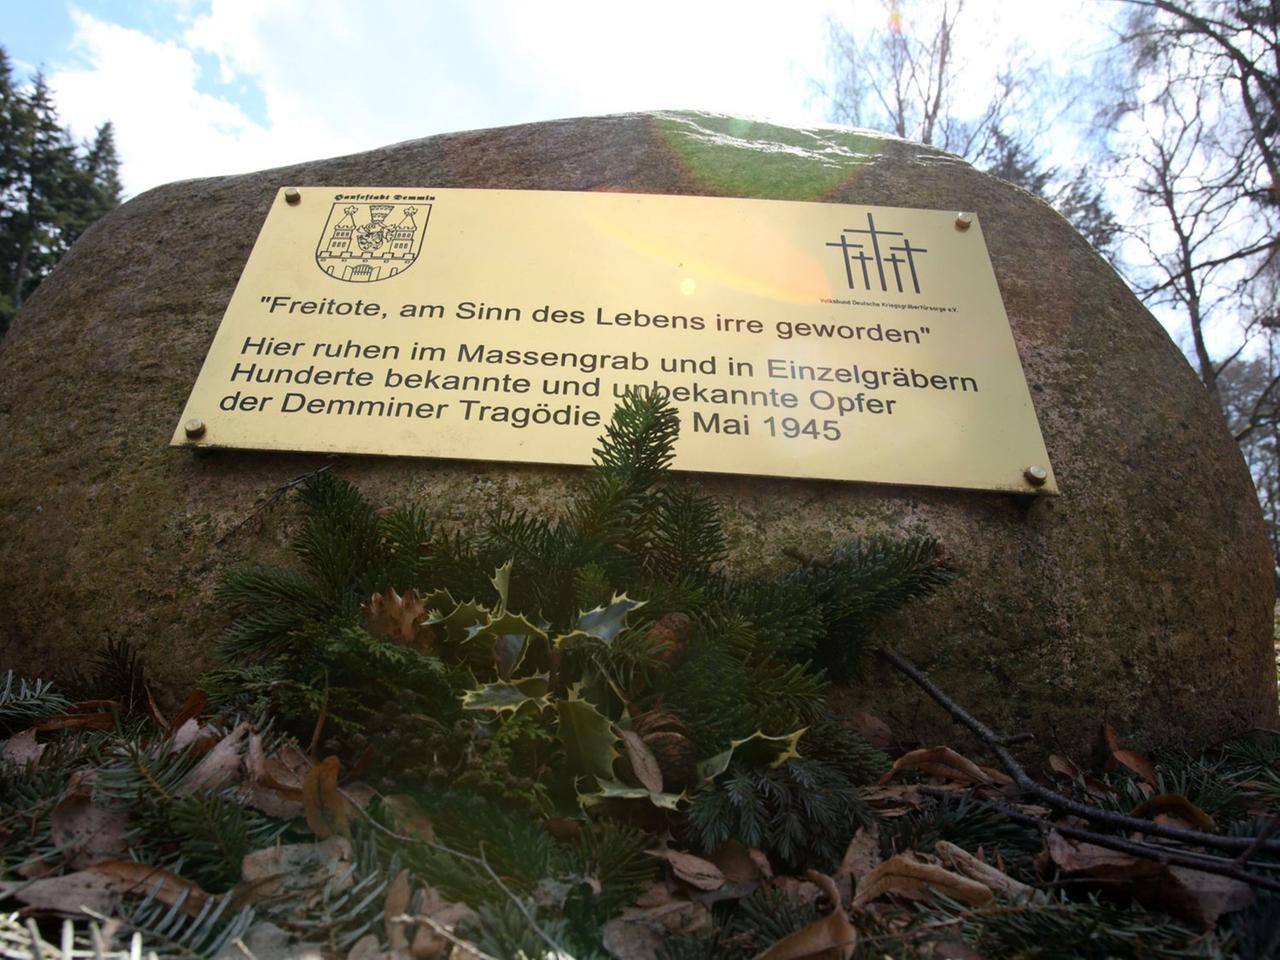 Hansestadt Demmin
Volksbund Deutsche Kriegsgräberfürsorge e.V.
"Freitote, am Sinn des Lebens irre geworden"
Hier ruhen im Massengrab und in Einzelgräbern
Hunderte bekannte und unbekannte Opfer
der Demminer Tragödie Mai 1945